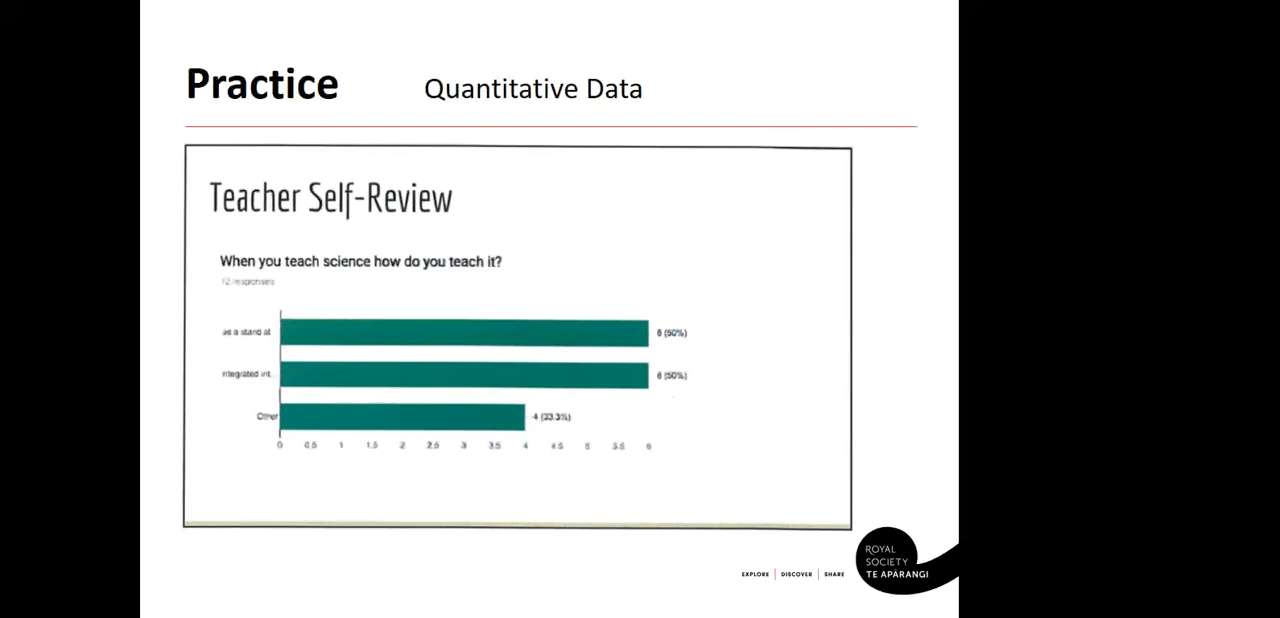 Practice Quantitative Data
Teacher Self-Review
When you teach science how do you teach it?
12 responses
as a stand al
6 (50%)
integrated int...
6 (50%)
Other
4 (33.3%)
0 0.5 1 1.5 2 2.5 3 3.5 4 4.5 5 5.5 6
ROYAL
SOCIETY
TE APĀRANGI
EXPLORE | DISCOVER | SHARE